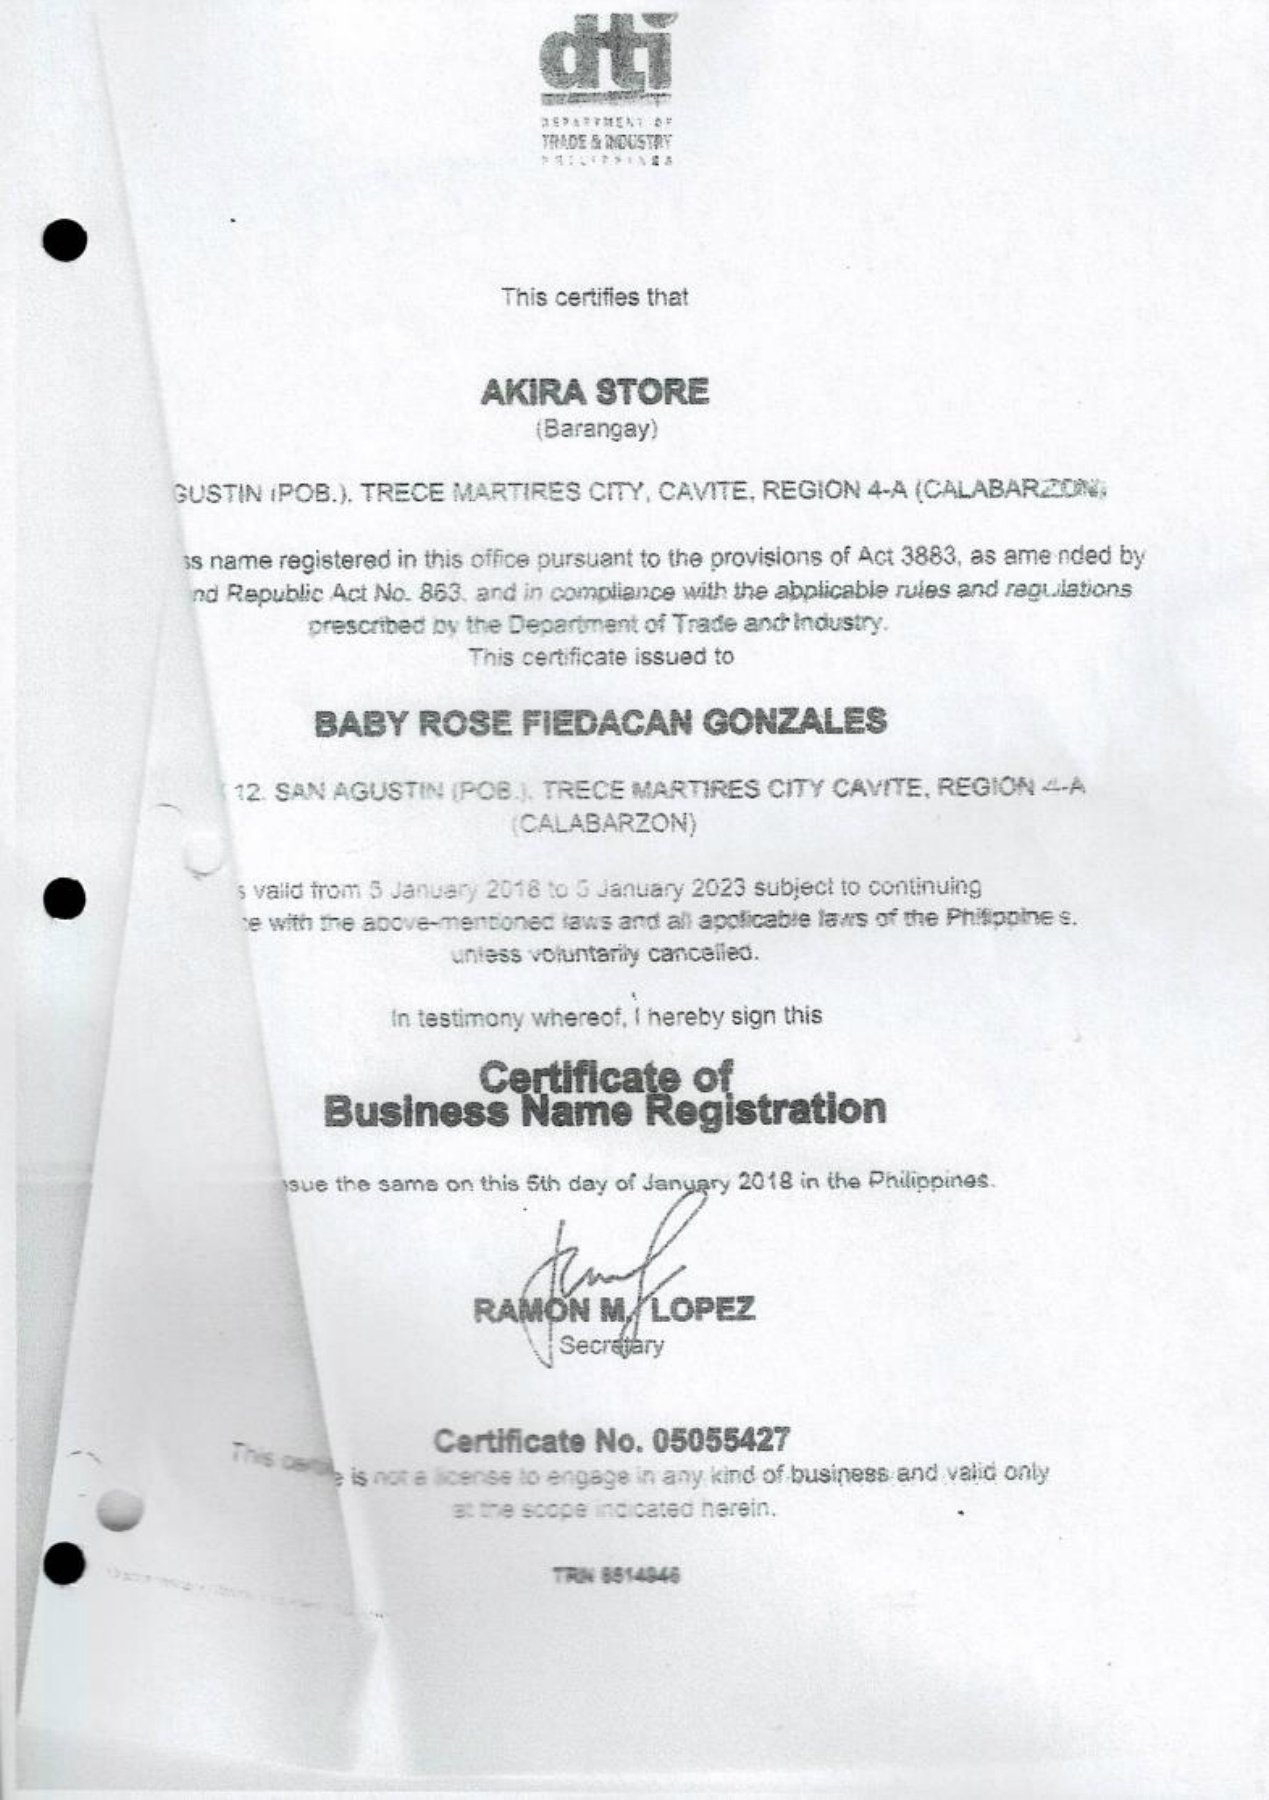 dti
DEPARTMENT OF
TRADE & INDUSTRY
PHILIPPINES
This certifies that
AKIRA STORE
(Barangay)
GUSTIN (POB.), TRECE MARTIRES CITY, CAVITE, REGION 4-A (CALABARZON)
ss name registered in this office pursuant to the provisions of Act 3883, as amended by
nd Republic Act No. 863, and in compliance with the applicable rules and regulations
prescribed by the Department of Trade and Industry.
This certificate issued to
BABY ROSE FIEDACAN GONZALES
12, SAN AGUSTIN (POB.), TRECE MARTIRES CITY CAVITE, REGION 4-A
(CALABARZON)
s valid from 5 January 2018 to 5 January 2023 subject to continuing
ce with the above-mentioned laws and all applicable laws of the Philippines,
unless voluntarily cancelled.
In testimony whereof, I hereby sign this
Certificate of
Business Name Registration
ssue the same on this 5th day of January 2018 in the Philippines.
RAMON M. LOPEZ
Secretary
Certificate No. 05055427
This e is not a license to engage in any kind of business and valid only
at the scope indicated herein.
TRN